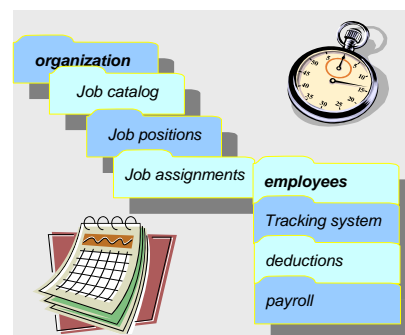 organization
Job catalog
Job positions
Job assignments
employees
Tracking system
deductions
payroll